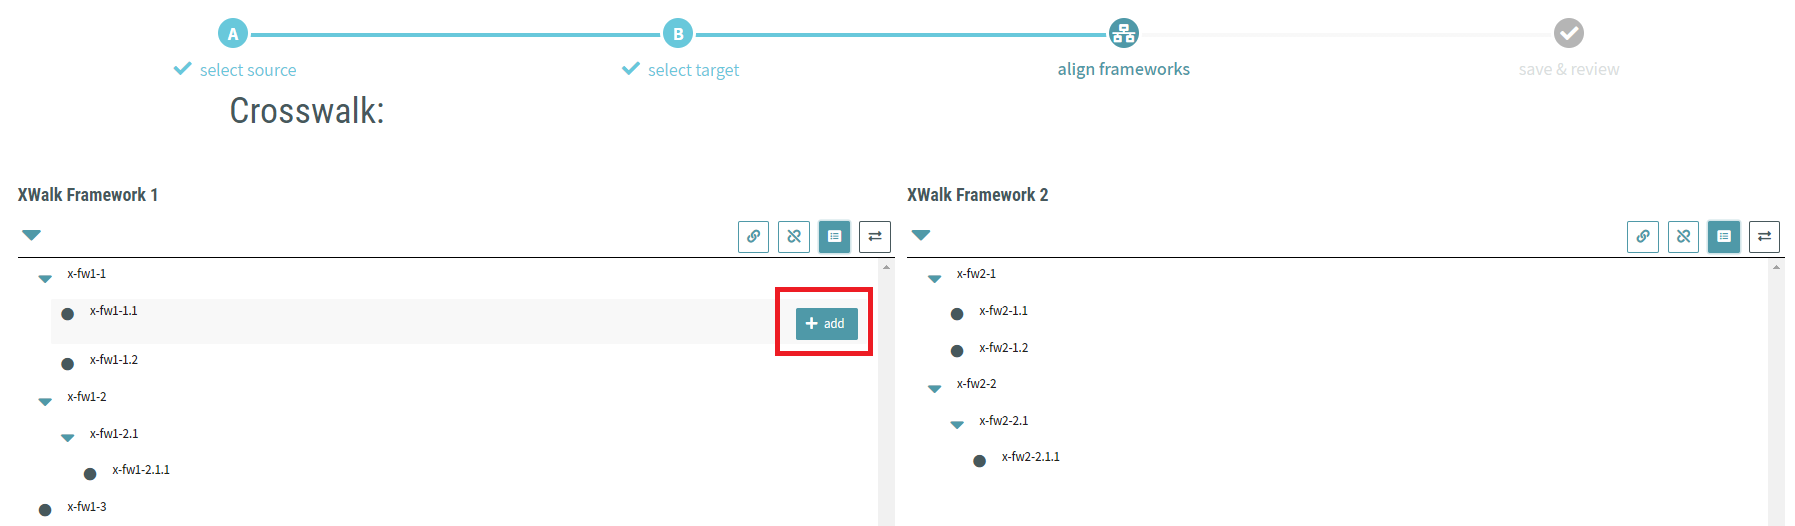 A
B
select source
select target
align frameworks
save & review
Crosswalk:
XWalk Framework 1
x-fw1-1
x-fw1-1.1
add
x-fw1-1.2
x-fw1-2
x-fw1-2.1
x-fw1-2.1.1
x-fw1-3
XWalk Framework 2
x-fw2-1
x-fw2-1.1
x-fw2-1.2
x-fw2-2
x-fw2-2.1
x-fw2-2.1.1